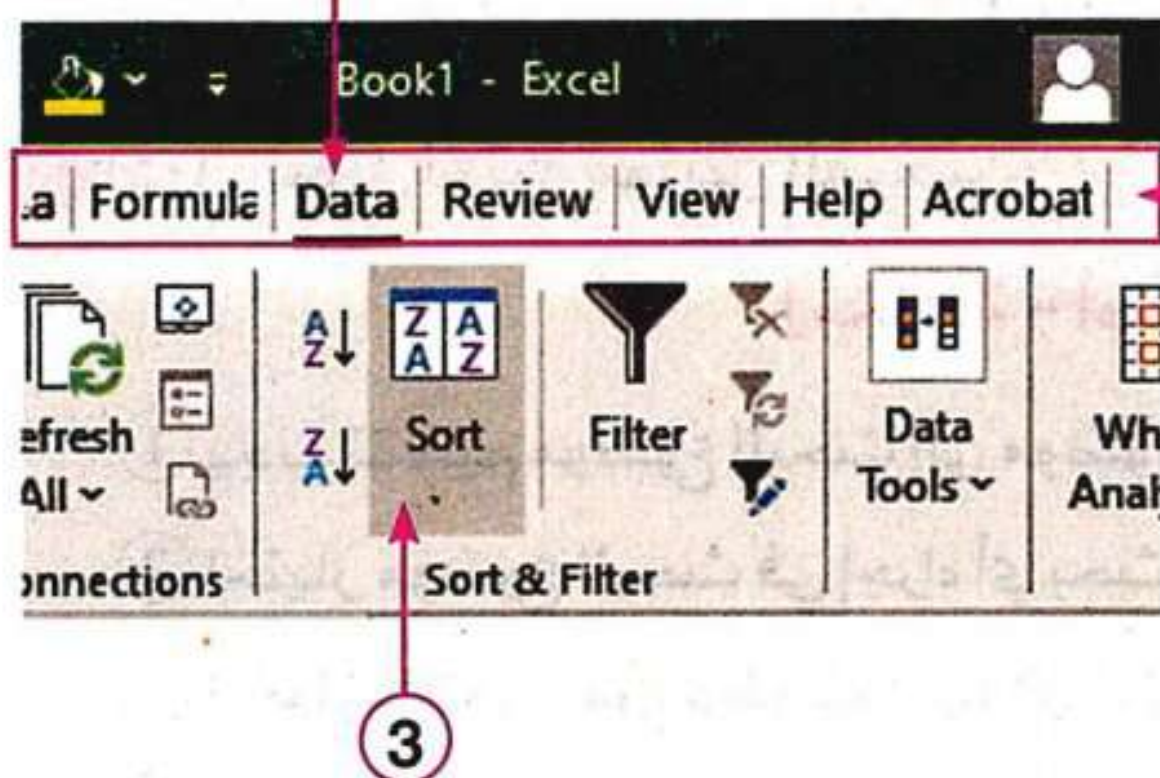 Book1 - Excel
.a Formula Data Review View Help Acrobat
efresh All
Sort
Filter
Data Tools
Wh
Anal
onnections
Sort & Filter
3